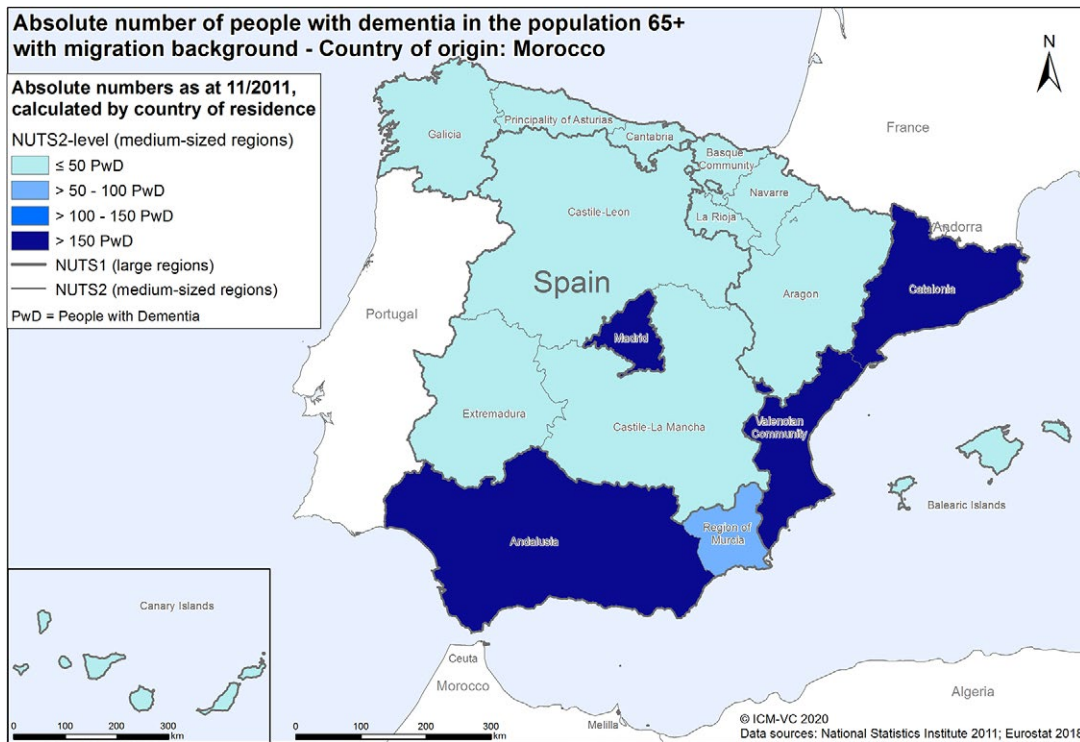 Absolute number of people with dementia in the population 65+
with migration background - Country of origin: Morocco
Absolute numbers as at 11/2011,
calculated by country of residence
NUTS2-level (medium-sized regions)
≤ 50 PwD
> 50 - 100 PwD
> 100 - 150 PwD
> 150 PwD
NUTS1 (large regions)
NUTS2 (medium-sized regions)
PwD = People with Dementia
N
France
Galicia
Principality of Asturias
Cantabria
Basque
Community
Navarre
La Rioja
Castile-Leon
Andorra
Catalonia
Aragon
Spain
Portugal
Madrid
Extremadura
Castile-La Mancha
Valencian
Community
Balearic Islands
Region of
Murcia
Andalusia
Canary Islands
Ceuta
Morocco
Melilla
Algeria
0 100 200 300
km
0 100 200 300
km
© ICM-VC 2020
Data sources: National Statistics Institute 2011; Eurostat 2018